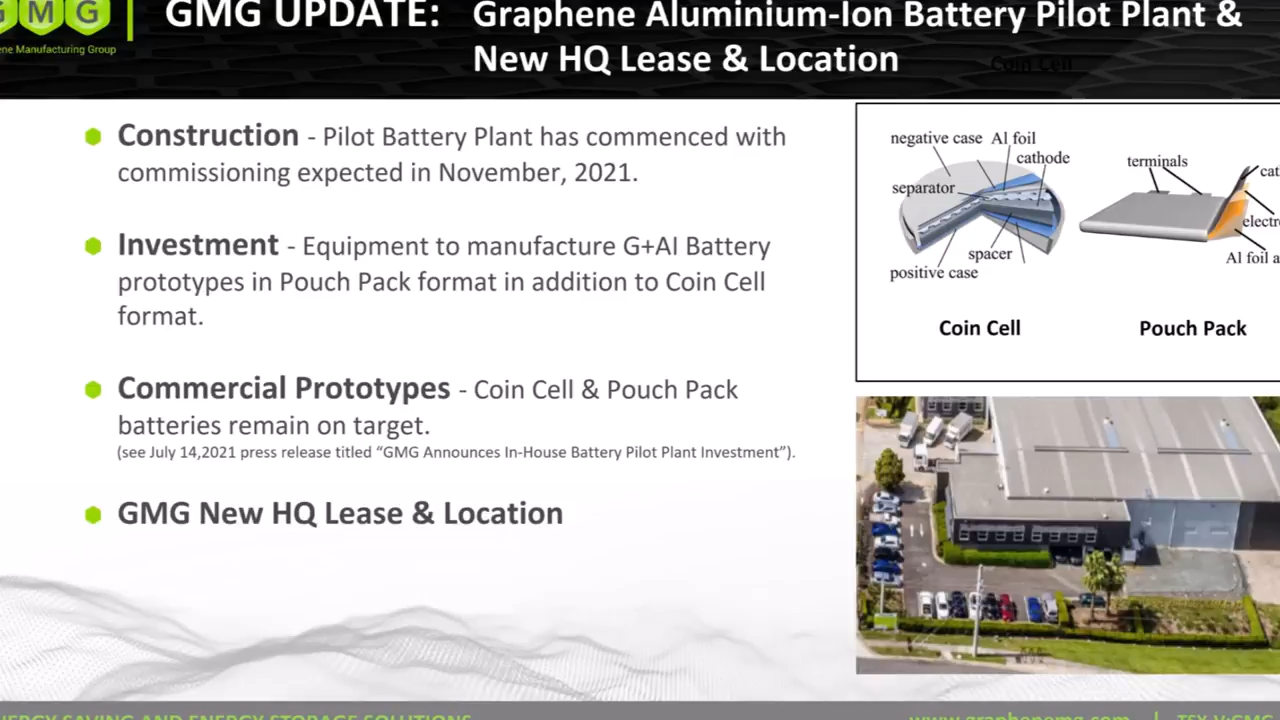 GMG
ene Manufacturing Group
GMG UPDATE: Graphene Aluminium-Ion Battery Pilot Plant &
New HQ Lease & Location
Coin Cell
Construction - Pilot Battery Plant has commenced with
commissioning expected in November, 2021.
Investment - Equipment to manufacture G+AI Battery
prototypes in Pouch Pack format in addition to Coin Cell
format.
Commercial Prototypes - Coin Cell & Pouch Pack
batteries remain on target.
(see July 14,2021 press release titled “GMG Announces In-House Battery Pilot Plant Investment”).
GMG New HQ Lease & Location
negative case Al foil
cathode
separator
spacer
positive case
Coin Cell
terminals
cat
electro
Al foil a
Pouch Pack
NERGY SAVING AND ENERGY STORAGE SOLUTIONS
www.graphenemg.com | TSX-V:GMG